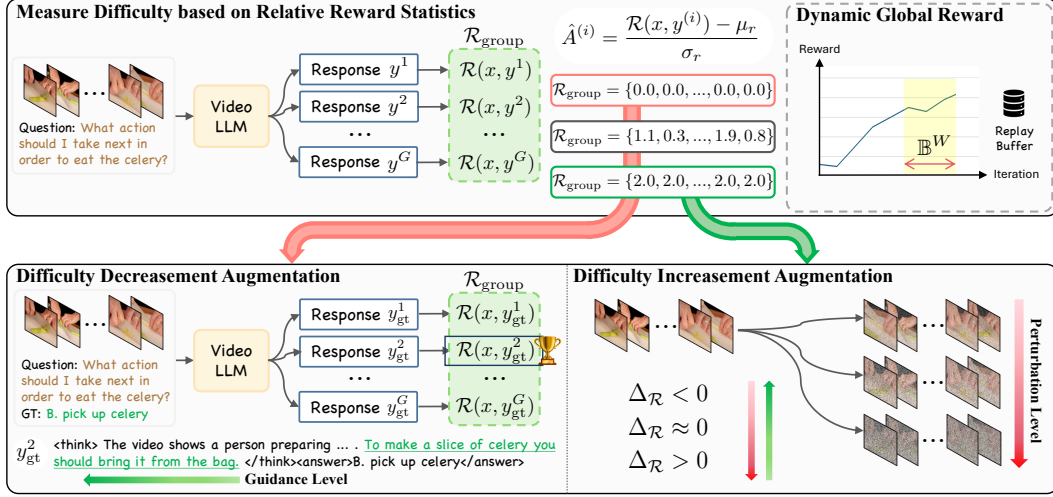 Measure Difficulty based on Relative Reward Statistics
Question: What action
should I take next in
order to eat the celery?
Video
LLM
Response y^1
Response y^2
...
Response y^G
R_group
R(x, y^1)
R(x, y^2)
...
R(x, y^G)
Â^(i) = (R(x, y^(i)) − μ_r) / σ_r
R_group = {0.0, 0.0, ..., 0.0, 0.0}
R_group = {1.1, 0.3, ..., 1.9, 0.8}
R_group = {2.0, 2.0, ..., 2.0, 2.0}
Dynamic Global Reward
Reward
𝔹^W
Iteration
Replay
Buffer
Difficulty Decreasement Augmentation
Question: What action
should I take next in
order to eat the celery?
GT: B. pick up celery
Video
LLM
Response y_gt^1
Response y_gt^2
...
Response y_gt^G
R_group
R(x, y_gt^1)
R(x, y_gt^2)
...
R(x, y_gt^G)
y_gt^2
<think> The video shows a person preparing ... . To make a slice of celery you
should bring it from the bag. </think><answer>B. pick up celery</answer>
Guidance Level
Difficulty Increasement Augmentation
Δ_R < 0
Δ_R ≈ 0
Δ_R > 0
Perturbation Level